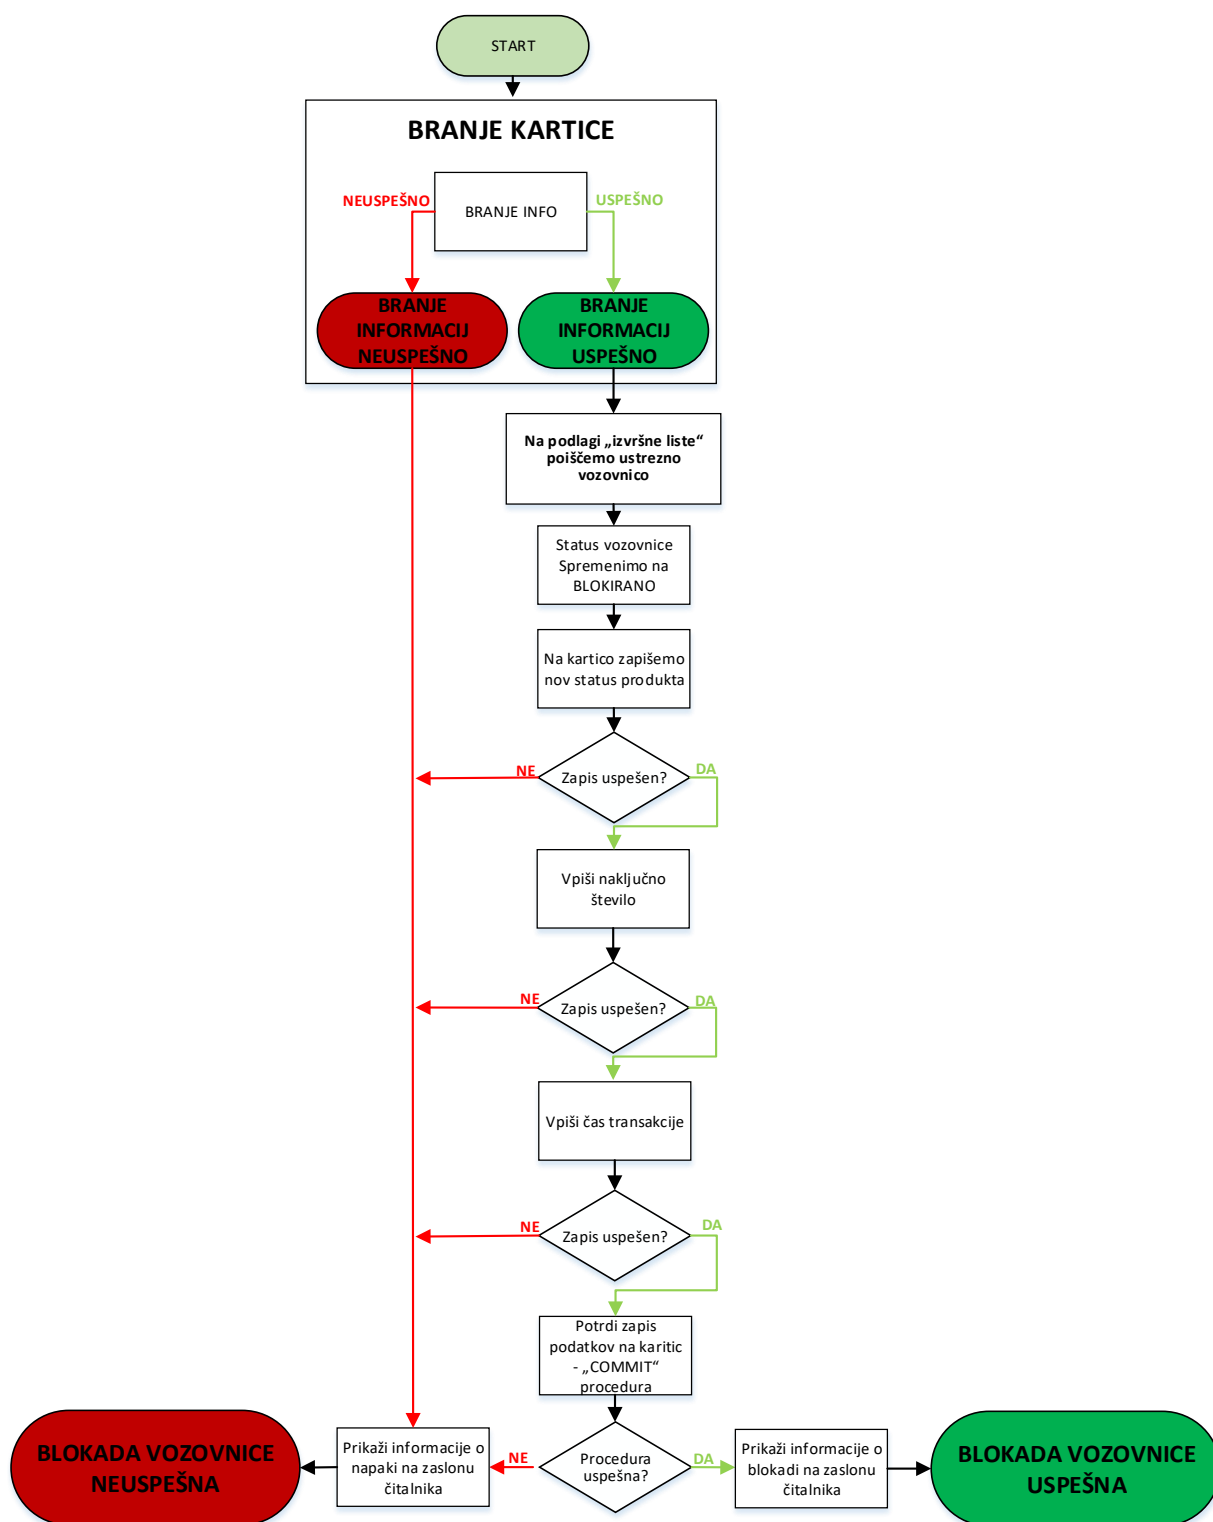 START
BRANJE KARTICE
NEUSPEŠNO
USPEŠNO
BRANJE INFO
BRANJE
INFORMACIJ
NEUSPEŠNO
BRANJE
INFORMACIJ
USPEŠNO
Na podlagi „izvršne liste“
poiščemo ustrezno
vozovnico
Status vozovnice
Spremenimo na
BLOKIRANO
Na kartico zapišemo
nov status produkta
NE
Zapis uspešen?
DA
Vpiši naključno
število
NE
Zapis uspešen?
DA
Vpiši čas transakcije
NE
Zapis uspešen?
DA
Potrdi zapis
podatkov na karitic
- „COMMIT“
procedura
BLOKADA VOZOVNICE
NEUSPEŠNA
Prikaži informacije o
napaki na zaslonu
čitalnika
NE
Procedura
uspešna?
DA
Prikaži informacije o
blokadi na zaslonu
čitalnika
BLOKADA VOZOVNICE
USPEŠNA